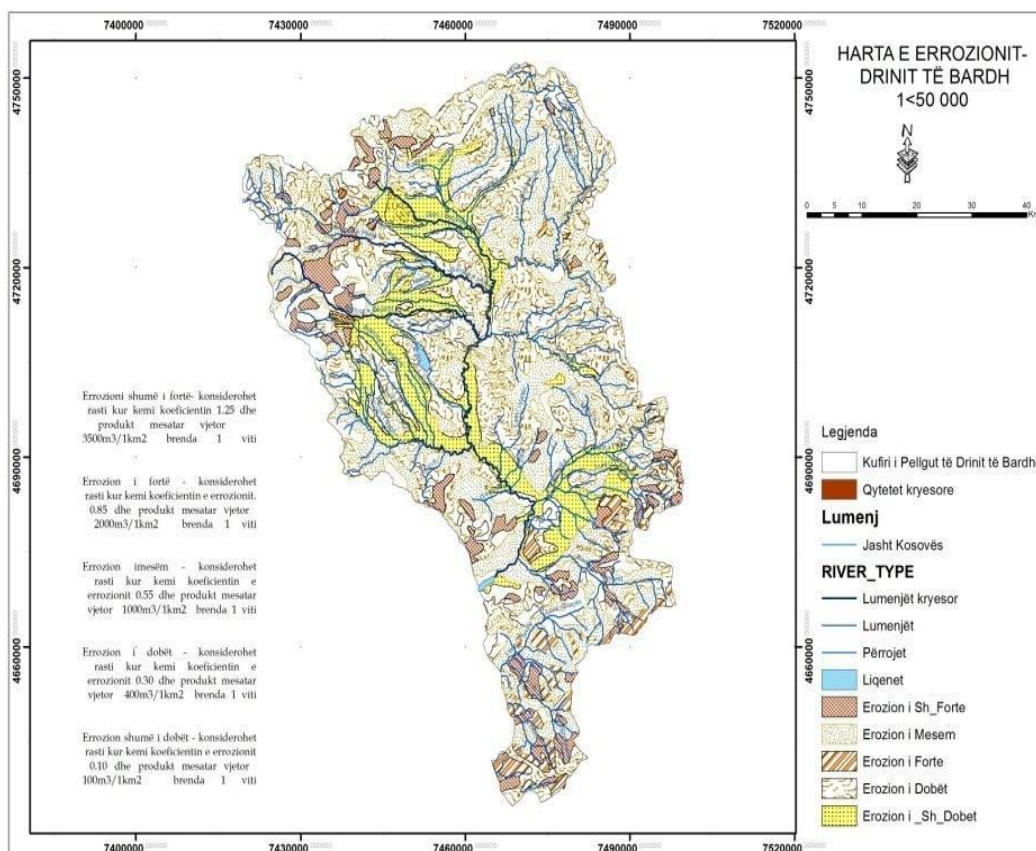 7400000
7430000
7460000
7490000
7520000
HARTA E ERROZIONIT-
DRINIT TË BARDH
1<50 000
N
0 5 10 20 30 40
4750000
4750000
4720000
4720000
4690000
4690000
4660000
4660000
Errozioni shumë i fortë- konsiderohet
rasti kur kemi koeficientin 1.25 dhe
produkt mesatar vjetor
3500m3/1km2 brenda 1 viti
Errozion i fortë - konsiderohet
rasti kur kemi koeficientin e errozionit.
0.85 dhe produkt mesatar vjetor
2000m3/1km2 brenda 1 viti
Errozion imesëm - konsiderohet
rasti kur kemi koeficientin e
errozionit 0.55 dhe produkt mesatar
vjetor 1000m3/1km2 brenda 1 viti
Errozion i dobët - konsiderohet
rasti kur kemi koeficientin e
errozionit 0.30 dhe produkt mesatar
vjetor 400m3/1km2 brenda 1 viti
Errozion shumë i dobët - konsiderohet
rasti kur kemi koeficientin e errozionit
0.10 dhe produkt mesatar vjetor
100m3/1km2 brenda 1 viti
Legjenda
Kufiri i Pellgut të Drinit të Bardh
Qytetet kryesore
Lumenj
Jasht Kosovës
RIVER_TYPE
Lumenjët kryesor
Lumenjët
Përrojet
Liqenet
Erozion i Sh_Forte
Erozion i Mesem
Erozion i Forte
Erozion i Dobët
Erozion i _Sh_Dobet
7400000
7430000
7460000
7490000
7520000